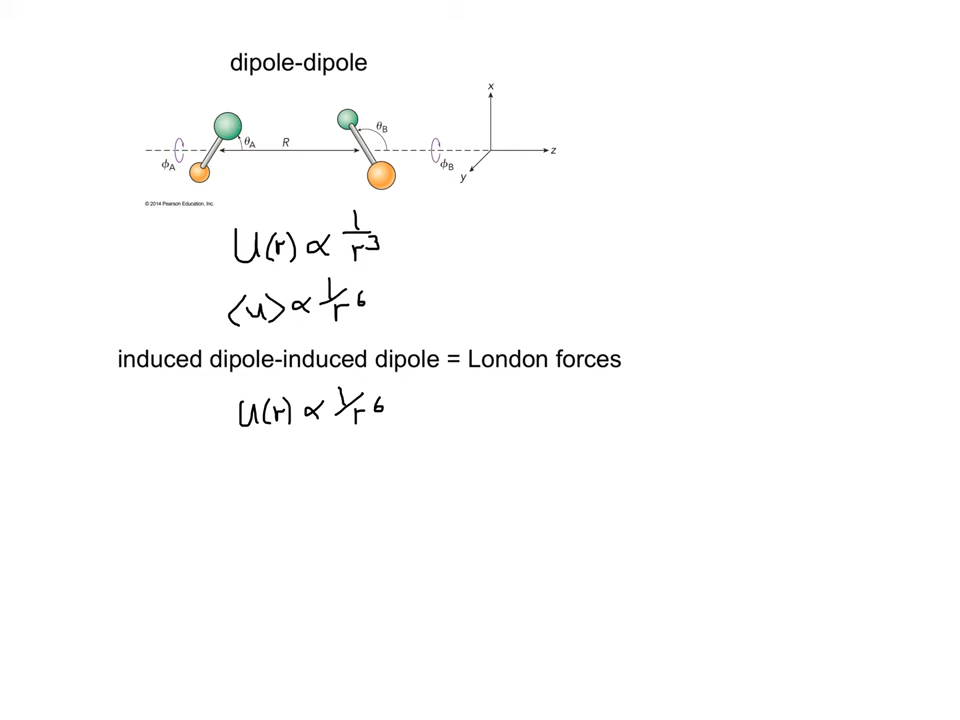 dipole-dipole
x
θA R θB
z
ϕA ϕB
y
© 2014 Pearson Education, Inc.
U(r) ∝ 1/r³
⟨u⟩ ∝ 1/r⁶
induced dipole-induced dipole = London forces
U(r) ∝ 1/r⁶